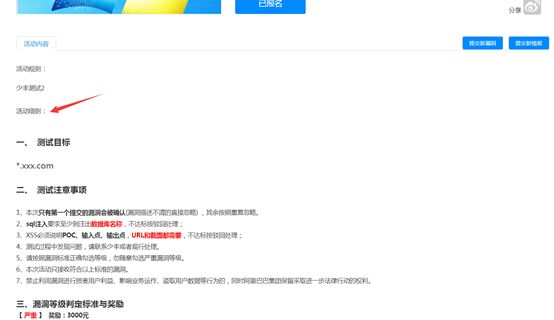 已报名
分享
活动内容
提交新漏洞
提交新情报
活动规则：
少丰测试2
活动细则：
一、 测试目标
*.xxx.com
二、 测试注意事项
1、本次只有第一个提交的漏洞会被确认(漏洞描述不清的直接忽略) ，其余按照重复忽略。
2、sql注入要求至少到注出数据库名称，不达标按驳回处理；
3、XSS必须说明POC、输入点、输出点，URL和截图都需要，不达标按驳回处理；
4、测试过程中发现问题，请联系少丰或者观行处理。
5、请按照漏洞标准正确勾选等级，勿随意勾选严重漏洞等级。
6、本次活动只接收符合以上标准的漏洞。
7、禁止利用漏洞进行损害用户利益、影响业务运作、盗取用户数据等行为的，同时阿里巴巴集团保留采取进一步法律行动的权利。
三、漏洞等级判定标准与奖励
【 严重 】 奖励：3000元